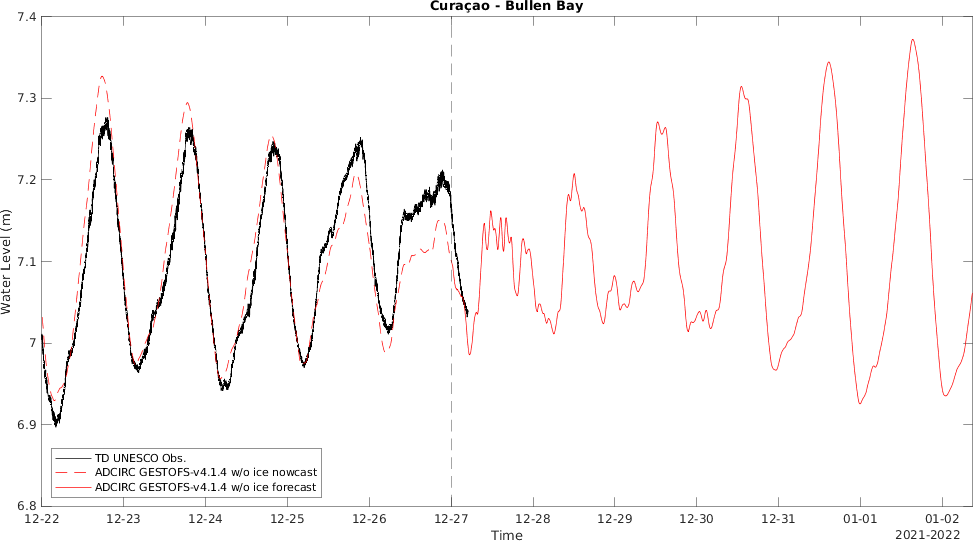 Curaçao - Bullen Bay
7.4
7.3
7.2
7.1
7
6.9
6.8
Water Level (m)
TD UNESCO Obs.
ADCIRC GESTOFS-v4.1.4 w/o ice nowcast
ADCIRC GESTOFS-v4.1.4 w/o ice forecast
12-22 12-23 12-24 12-25 12-26 12-27 12-28 12-29 12-30 12-31 01-01 01-02
Time
2021-2022